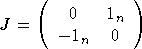 J = ( 0 1_n
-1_n 0 )